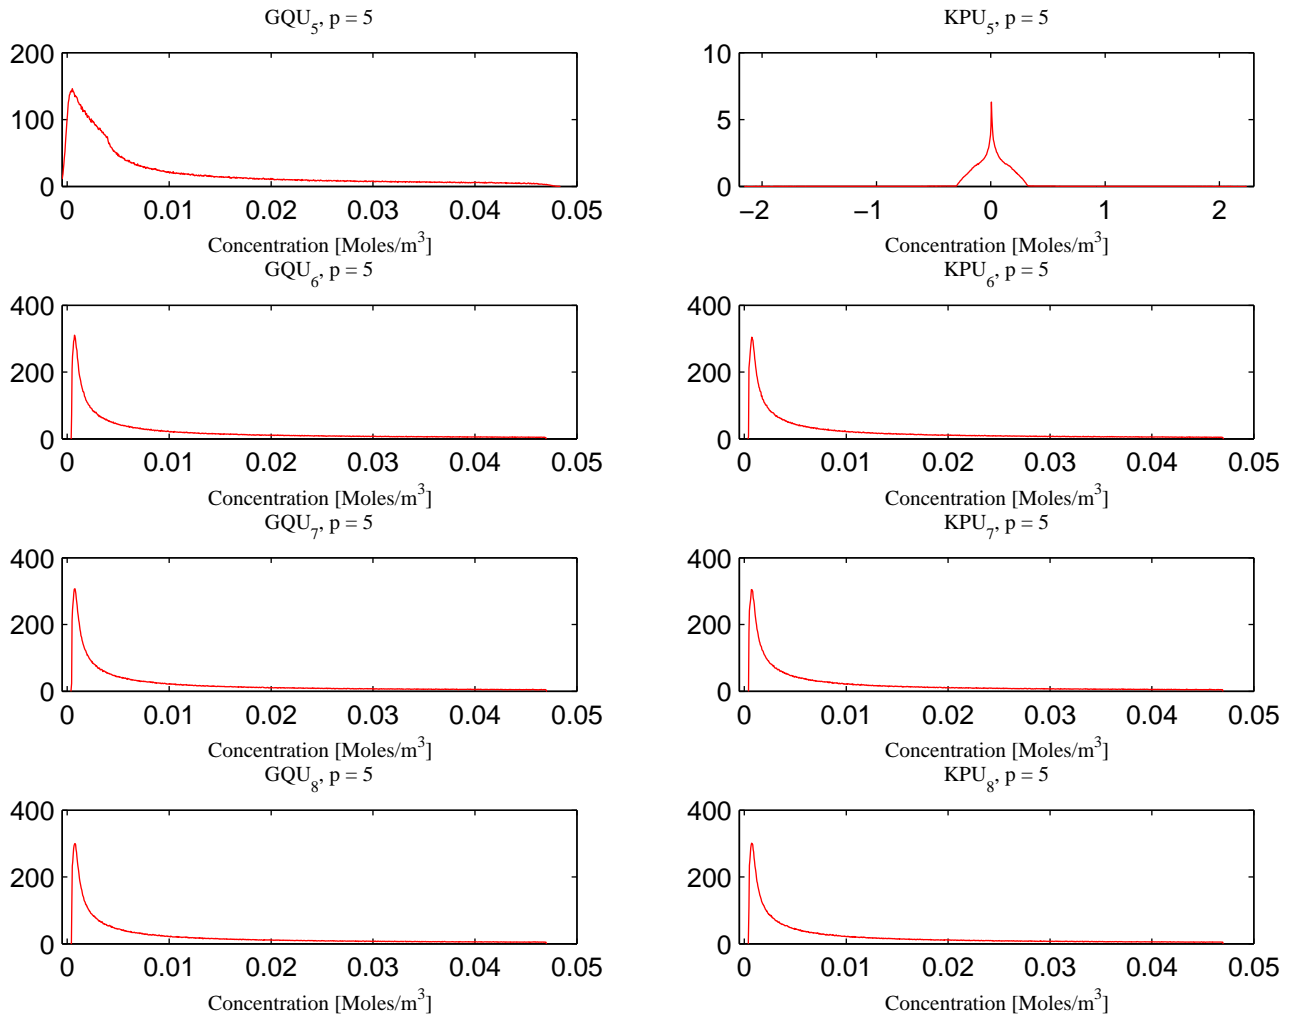 GQU₅, p = 5
200
100
0
0 0.01 0.02 0.03 0.04 0.05
Concentration [Moles/m³]
KPU₅, p = 5
10
5
0
−2 −1 0 1 2
Concentration [Moles/m³]
GQU₆, p = 5
400
200
0
0 0.01 0.02 0.03 0.04 0.05
Concentration [Moles/m³]
KPU₆, p = 5
400
200
0
0 0.01 0.02 0.03 0.04 0.05
Concentration [Moles/m³]
GQU₇, p = 5
400
200
0
0 0.01 0.02 0.03 0.04 0.05
Concentration [Moles/m³]
KPU₇, p = 5
400
200
0
0 0.01 0.02 0.03 0.04 0.05
Concentration [Moles/m³]
GQU₈, p = 5
400
200
0
0 0.01 0.02 0.03 0.04 0.05
Concentration [Moles/m³]
KPU₈, p = 5
400
200
0
0 0.01 0.02 0.03 0.04 0.05
Concentration [Moles/m³]